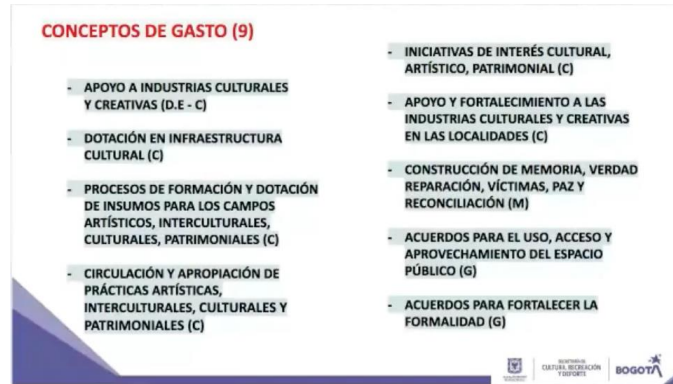 CONCEPTOS DE GASTO (9)
- APOYO A INDUSTRIAS CULTURALES
Y CREATIVAS (D.E - C)
- DOTACIÓN EN INFRAESTRUCTURA
CULTURAL (C)
- PROCESOS DE FORMACIÓN Y DOTACIÓN
DE INSUMOS PARA LOS CAMPOS
ARTÍSTICOS, INTERCULTURALES,
CULTURALES, PATRIMONIALES (C)
- CIRCULACIÓN Y APROPIACIÓN DE
PRÁCTICAS ARTÍSTICAS,
INTERCULTURALES, CULTURALES Y
PATRIMONIALES (C)
- INICIATIVAS DE INTERÉS CULTURAL,
ARTÍSTICO, PATRIMONIAL (C)
- APOYO Y FORTALECIMIENTO A LAS
INDUSTRIAS CULTURALES Y CREATIVAS
EN LAS LOCALIDADES (C)
- CONSTRUCCIÓN DE MEMORIA, VERDAD
REPARACIÓN, VÍCTIMAS, PAZ Y
RECONCILIACIÓN (M)
- ACUERDOS PARA EL USO, ACCESO Y
APROVECHAMIENTO DEL ESPACIO
PÚBLICO (G)
- ACUERDOS PARA FORTALECER LA
FORMALIDAD (G)
SECRETARÍA DE
CULTURA, RECREACIÓN
Y DEPORTE
BOGOTÁ